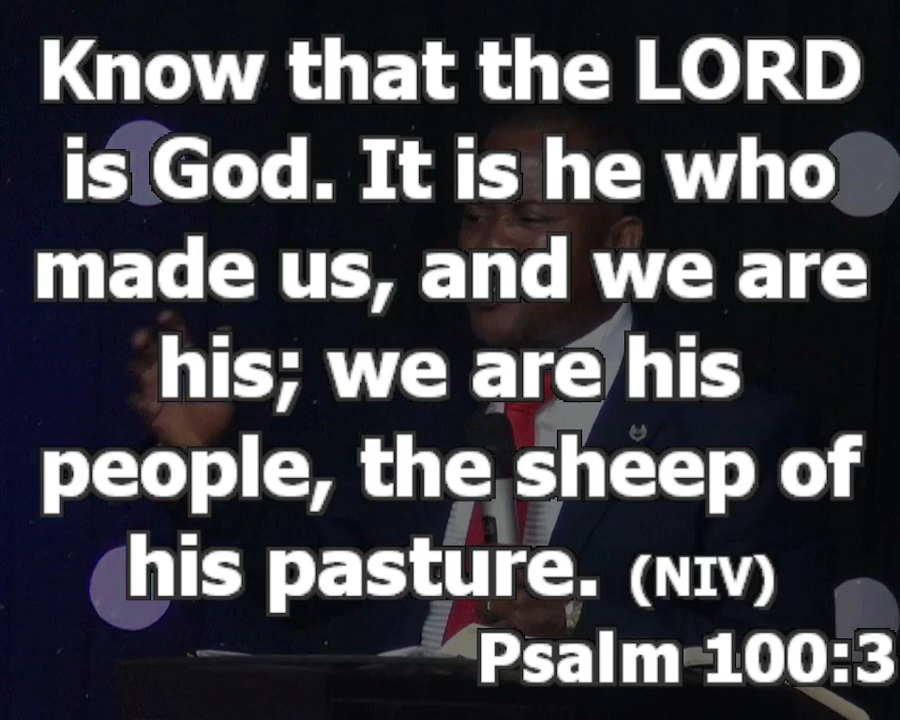 Know that the LORD
is God. It is he who
made us, and we are
his; we are his
people, the sheep of
his pasture. (NIV)
Psalm 100:3